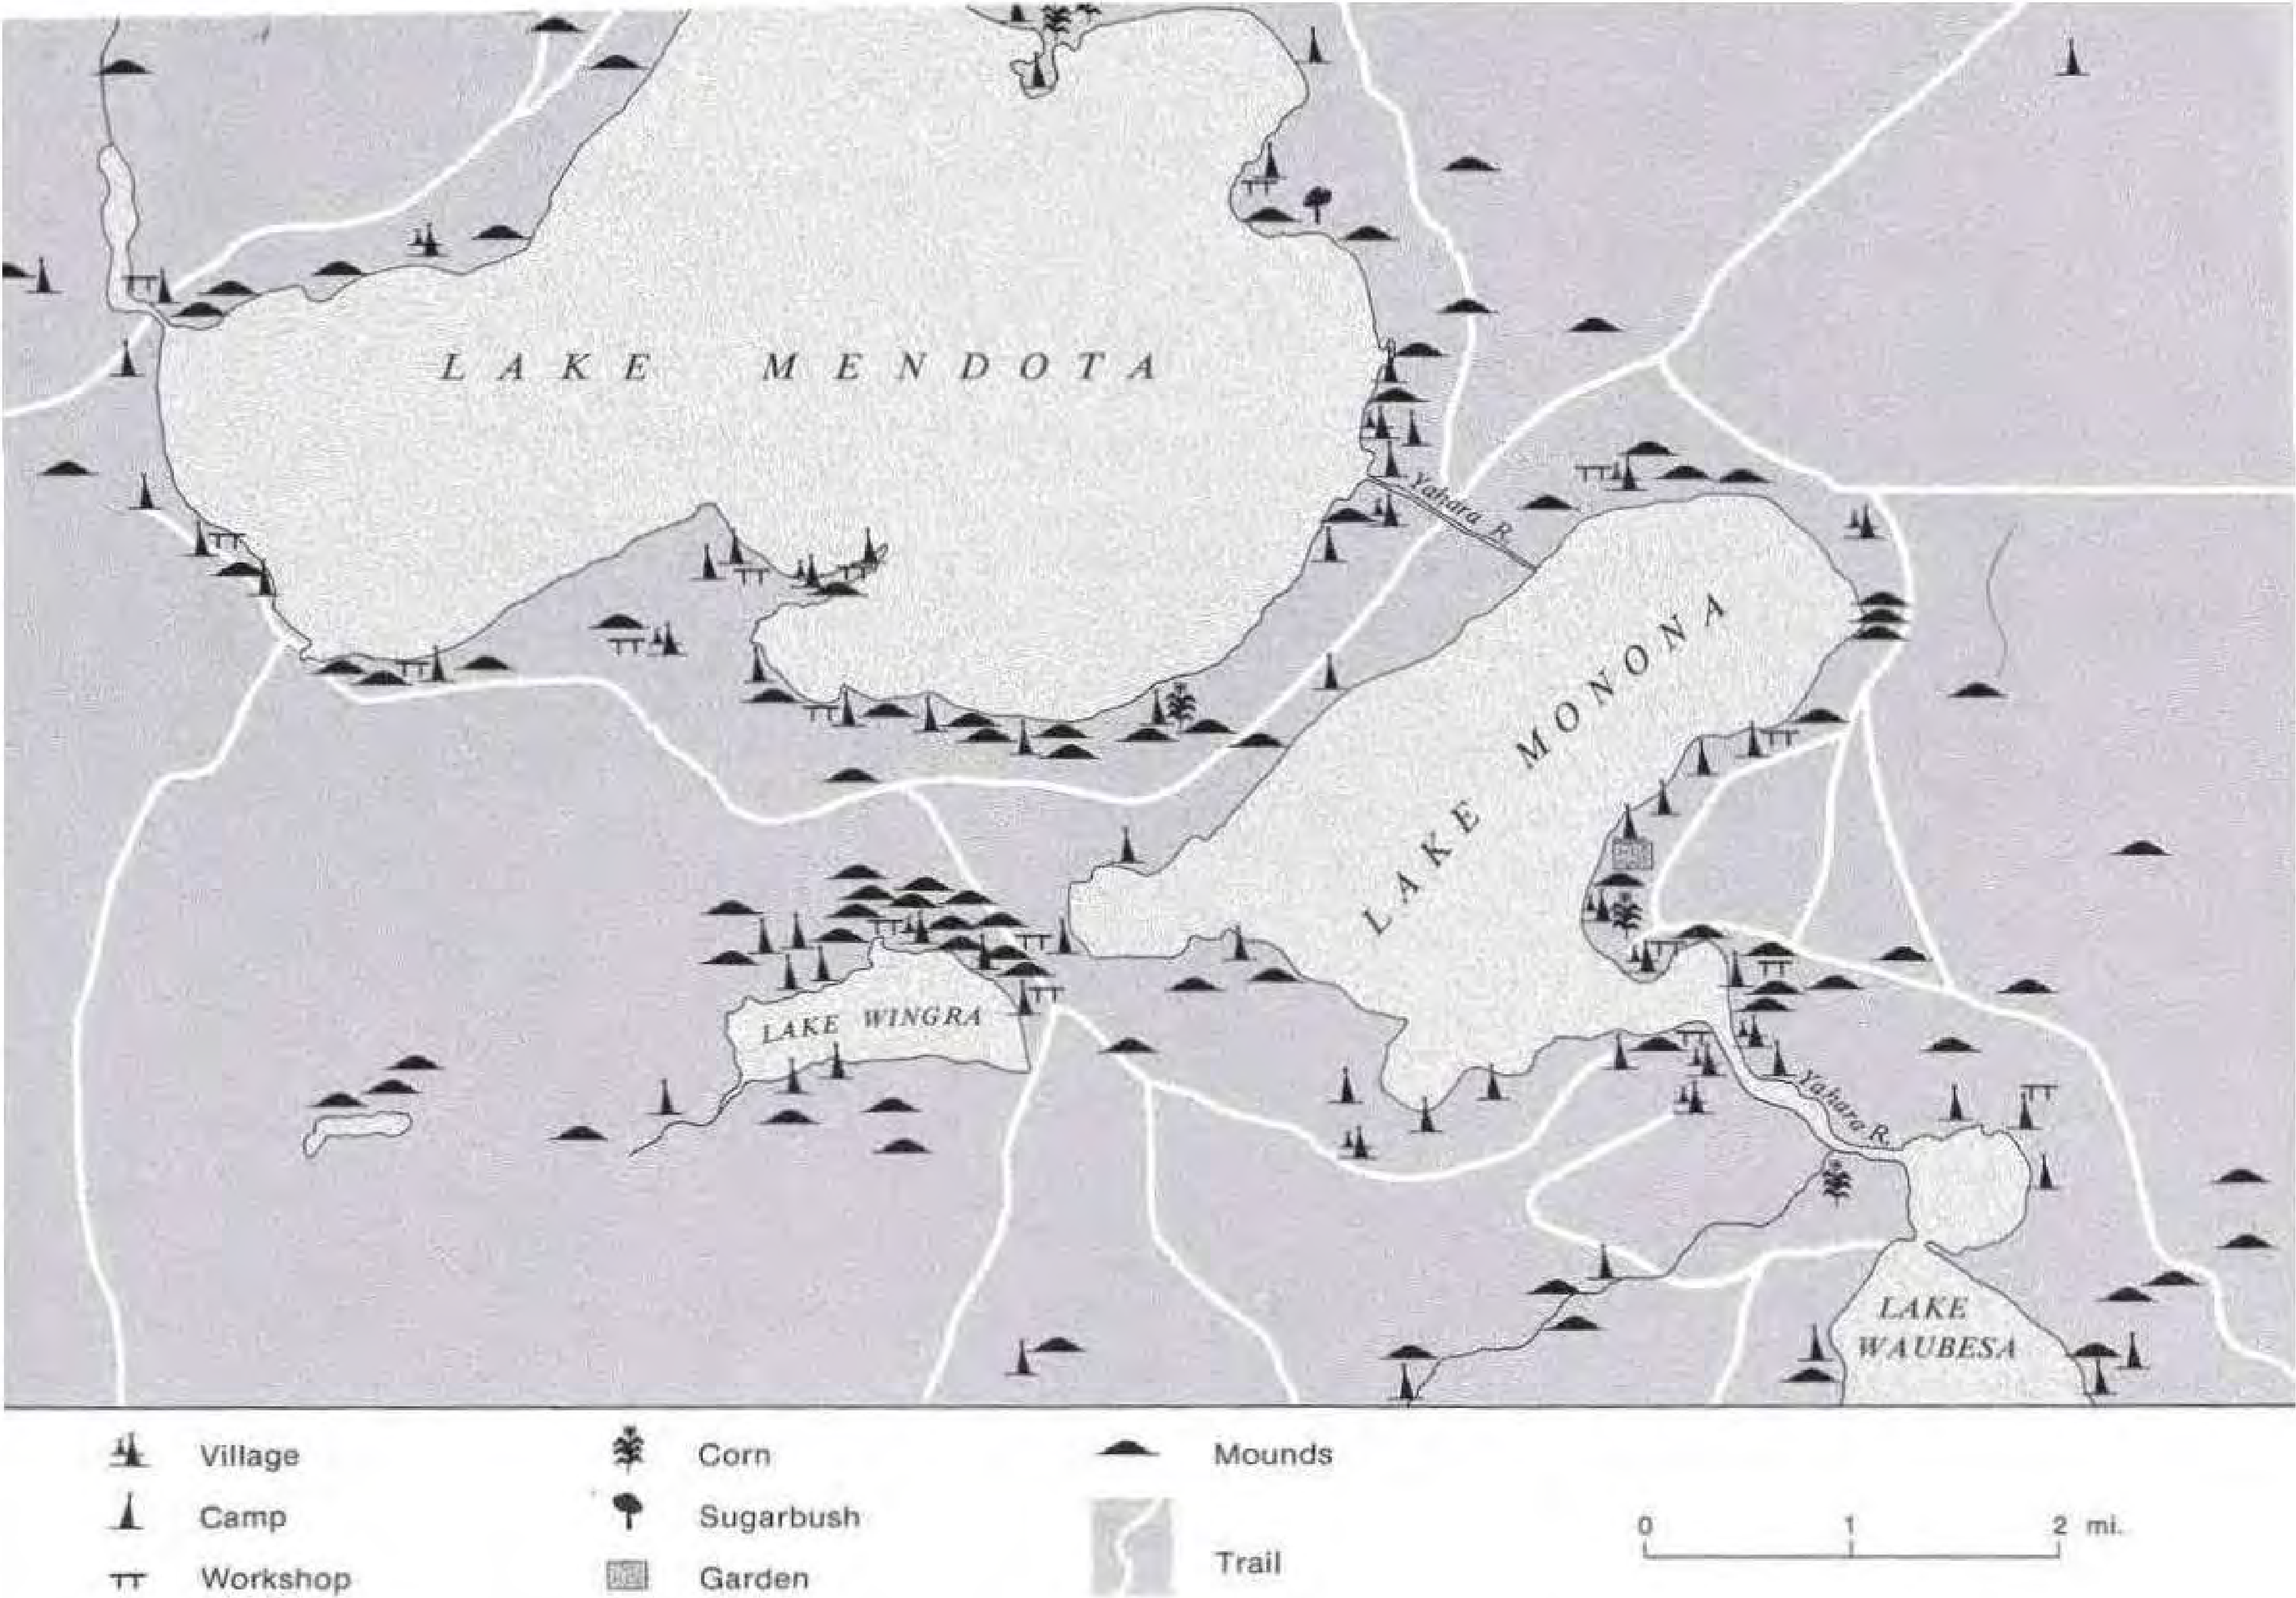 LAKE MENDOTA
Yahara R.
LAKE MONONA
LAKE WINGRA
Yahara R.
LAKE
WAUBESA
Village
Corn
Mounds
Camp
Sugarbush
Trail
Workshop
Garden
0 1 2 mi.